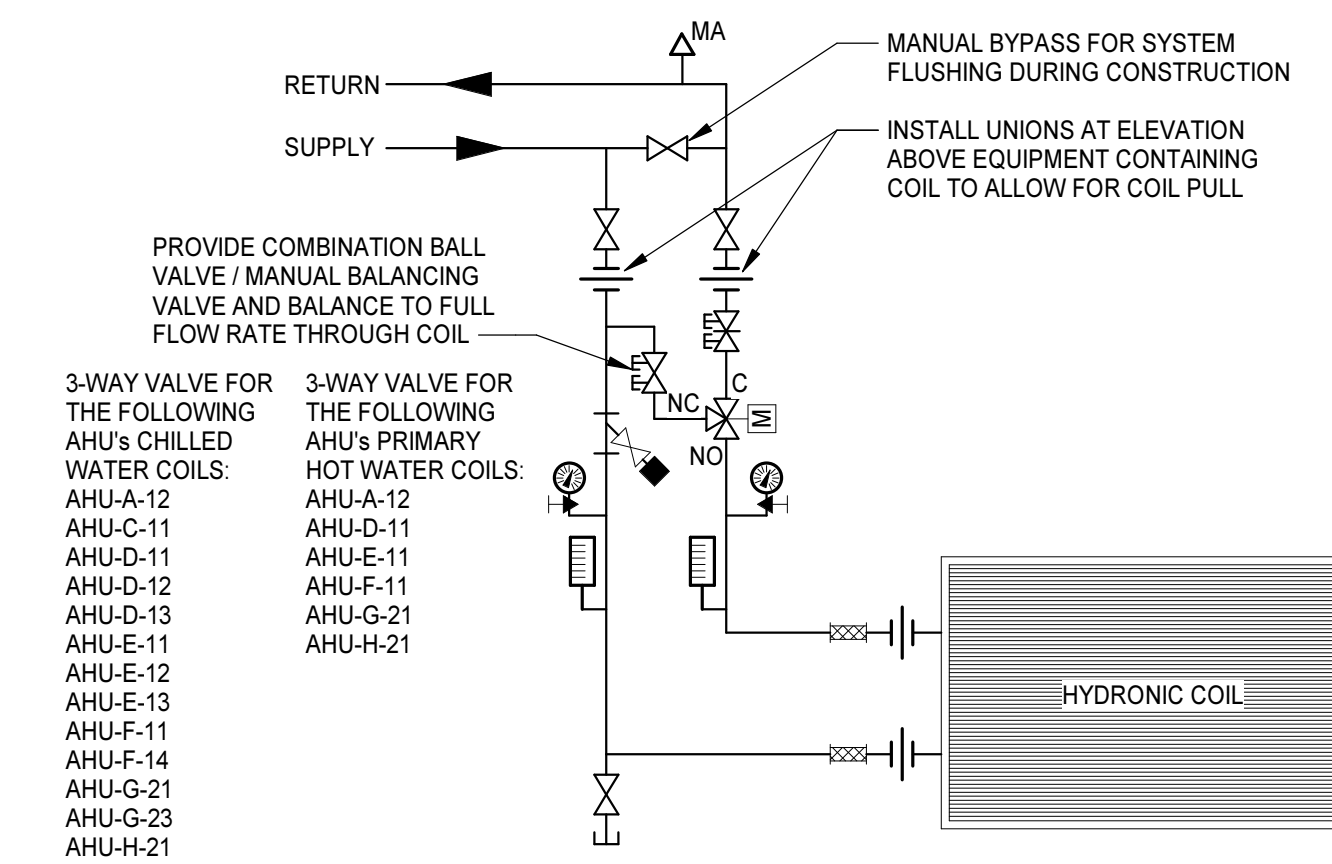 MA
MANUAL BYPASS FOR SYSTEM
FLUSHING DURING CONSTRUCTION
RETURN
SUPPLY
INSTALL UNIONS AT ELEVATION
ABOVE EQUIPMENT CONTAINING
COIL TO ALLOW FOR COIL PULL
PROVIDE COMBINATION BALL
VALVE / MANUAL BALANCING
VALVE AND BALANCE TO FULL
FLOW RATE THROUGH COIL
3-WAY VALVE FOR
THE FOLLOWING
AHU's CHILLED
WATER COILS:
AHU-A-12
AHU-C-11
AHU-D-11
AHU-D-12
AHU-D-13
AHU-E-11
AHU-E-12
AHU-E-13
AHU-F-11
AHU-F-14
AHU-G-21
AHU-G-23
AHU-H-21
3-WAY VALVE FOR
THE FOLLOWING
AHU's PRIMARY
HOT WATER COILS:
AHU-A-12
AHU-D-11
AHU-E-11
AHU-F-11
AHU-G-21
AHU-H-21
C
NC
M
NO
HYDRONIC COIL